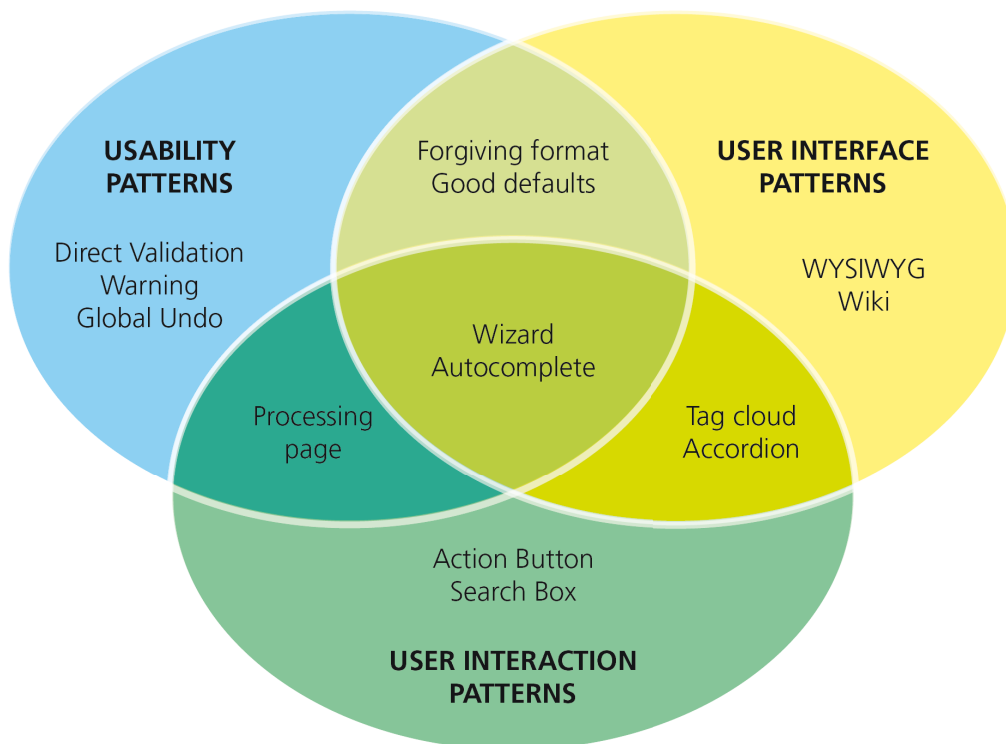 USABILITY
PATTERNS
Direct Validation
Warning
Global Undo
Forgiving format
Good defaults
USER INTERFACE
PATTERNS
WYSIWYG
Wiki
Wizard
Autocomplete
Processing
page
Tag cloud
Accordion
Action Button
Search Box
USER INTERACTION
PATTERNS